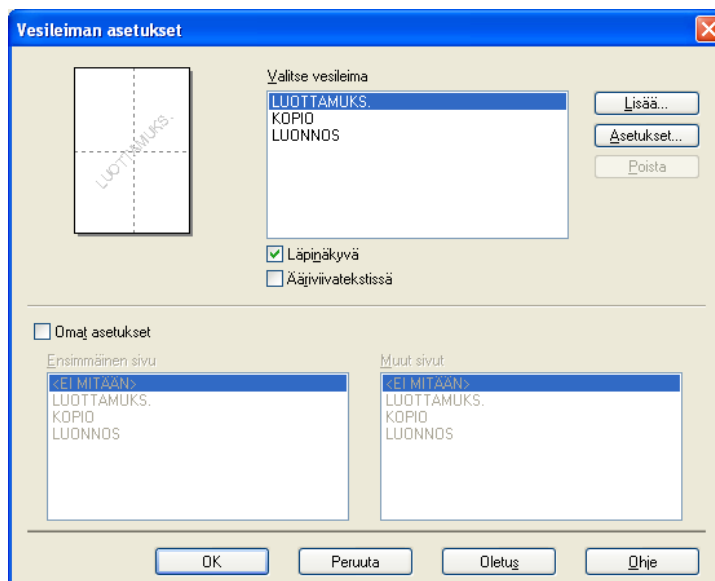 Vesileiman asetukset
LUOTTAMUKS.
Valitse vesileima
LUOTTAMUKS.
KOPIO
LUONNOS
Lisää...
Asetukset...
Poista
Läpinäkyvä
Ääriviivatekstissä
Omat asetukset
Ensimmäinen sivu
<EI MITÄÄN>
LUOTTAMUKS.
KOPIO
LUONNOS
Muut sivut
<EI MITÄÄN>
LUOTTAMUKS.
KOPIO
LUONNOS
OK
Peruuta
Oletus
Ohje